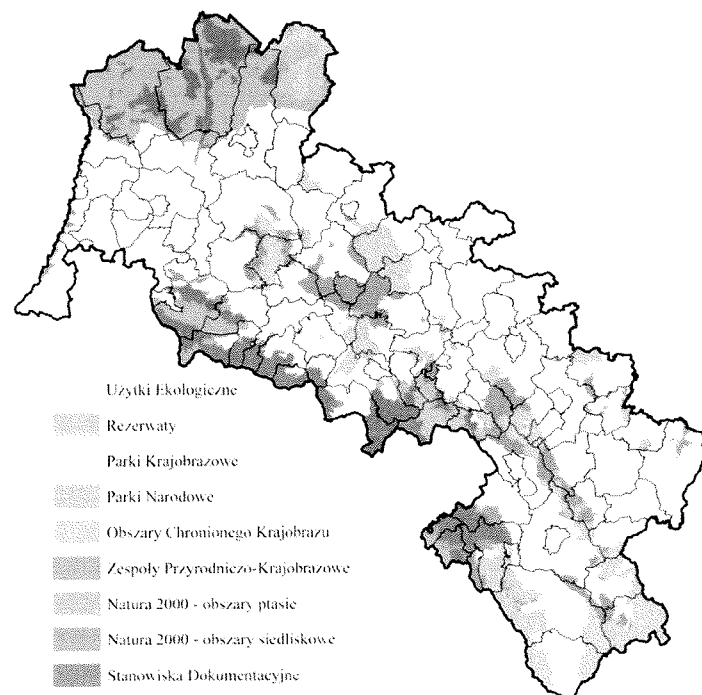 Użytki Ekologiczne
Rezerwaty
Parki Krajobrazowe
Parki Narodowe
Obszary Chronionego Krajobrazu
Zespoły Przyrodniczo-Krajobrazowe
Natura 2000 - obszary ptasie
Natura 2000 - obszary siedliskowe
Stanowiska Dokumentacyjne